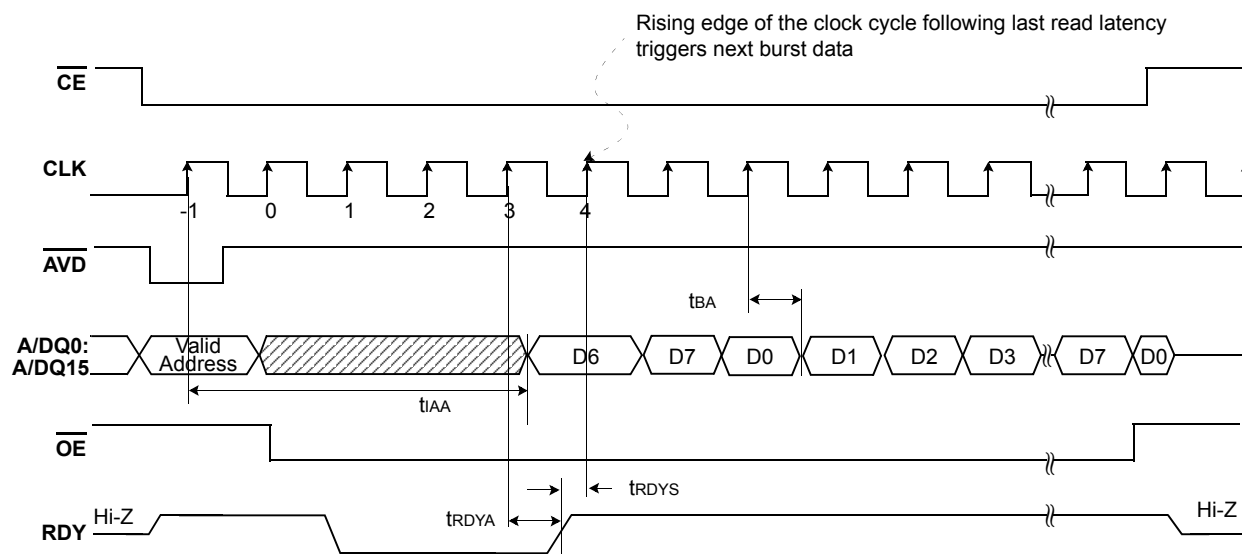 Rising edge of the clock cycle following last read latency
triggers next burst data
CE
CLK
-1 0 1 2 3 4
AVD
tBA
A/DQ0:
A/DQ15
Valid
Address
D6 D7 D0 D1 D2 D3 D7 D0
tIAA
OE
tRDYS
tRDYA
RDY
Hi-Z
Hi-Z